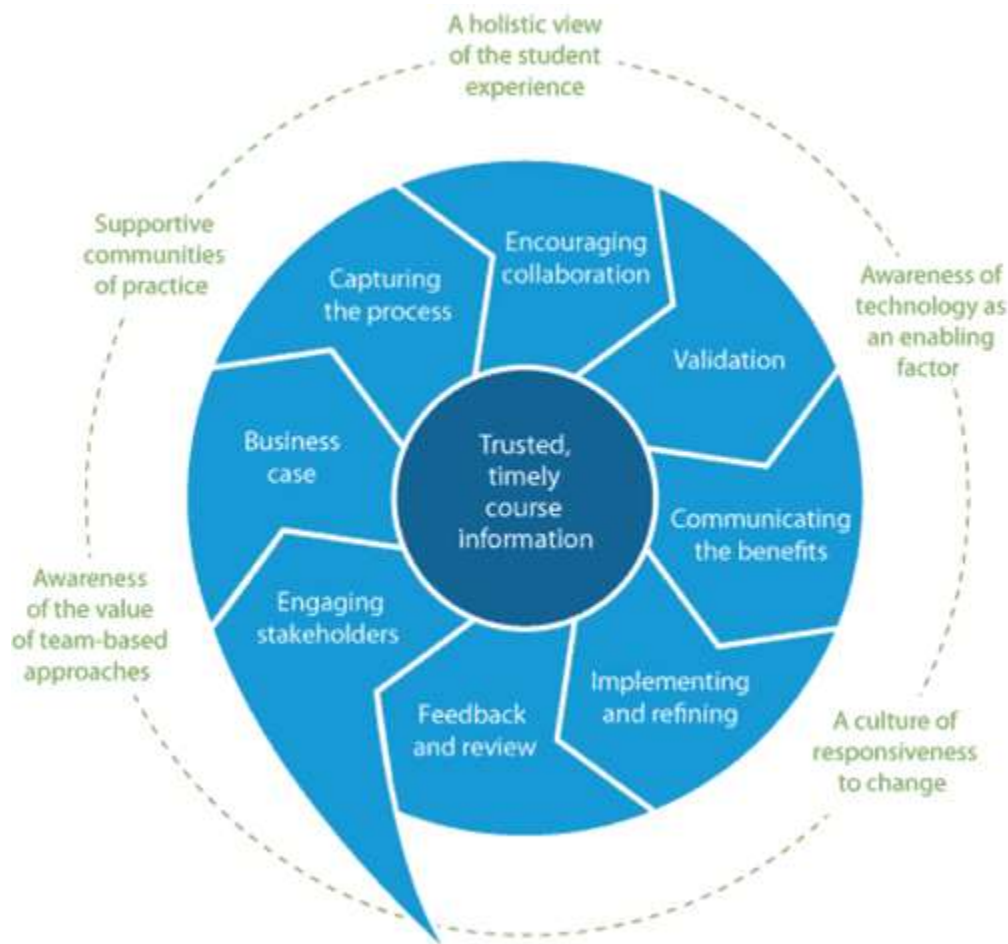 A holistic view
of the student
experience
Supportive
communities
of practice
Awareness of
technology as
an enabling
factor
Awareness
of the value
of team-based
approaches
A culture of
responsiveness
to change
Encouraging
collaboration
Capturing
the process
Validation
Business
case
Trusted,
timely
course
information
Communicating
the benefits
Engaging
stakeholders
Implementing
and refining
Feedback
and review